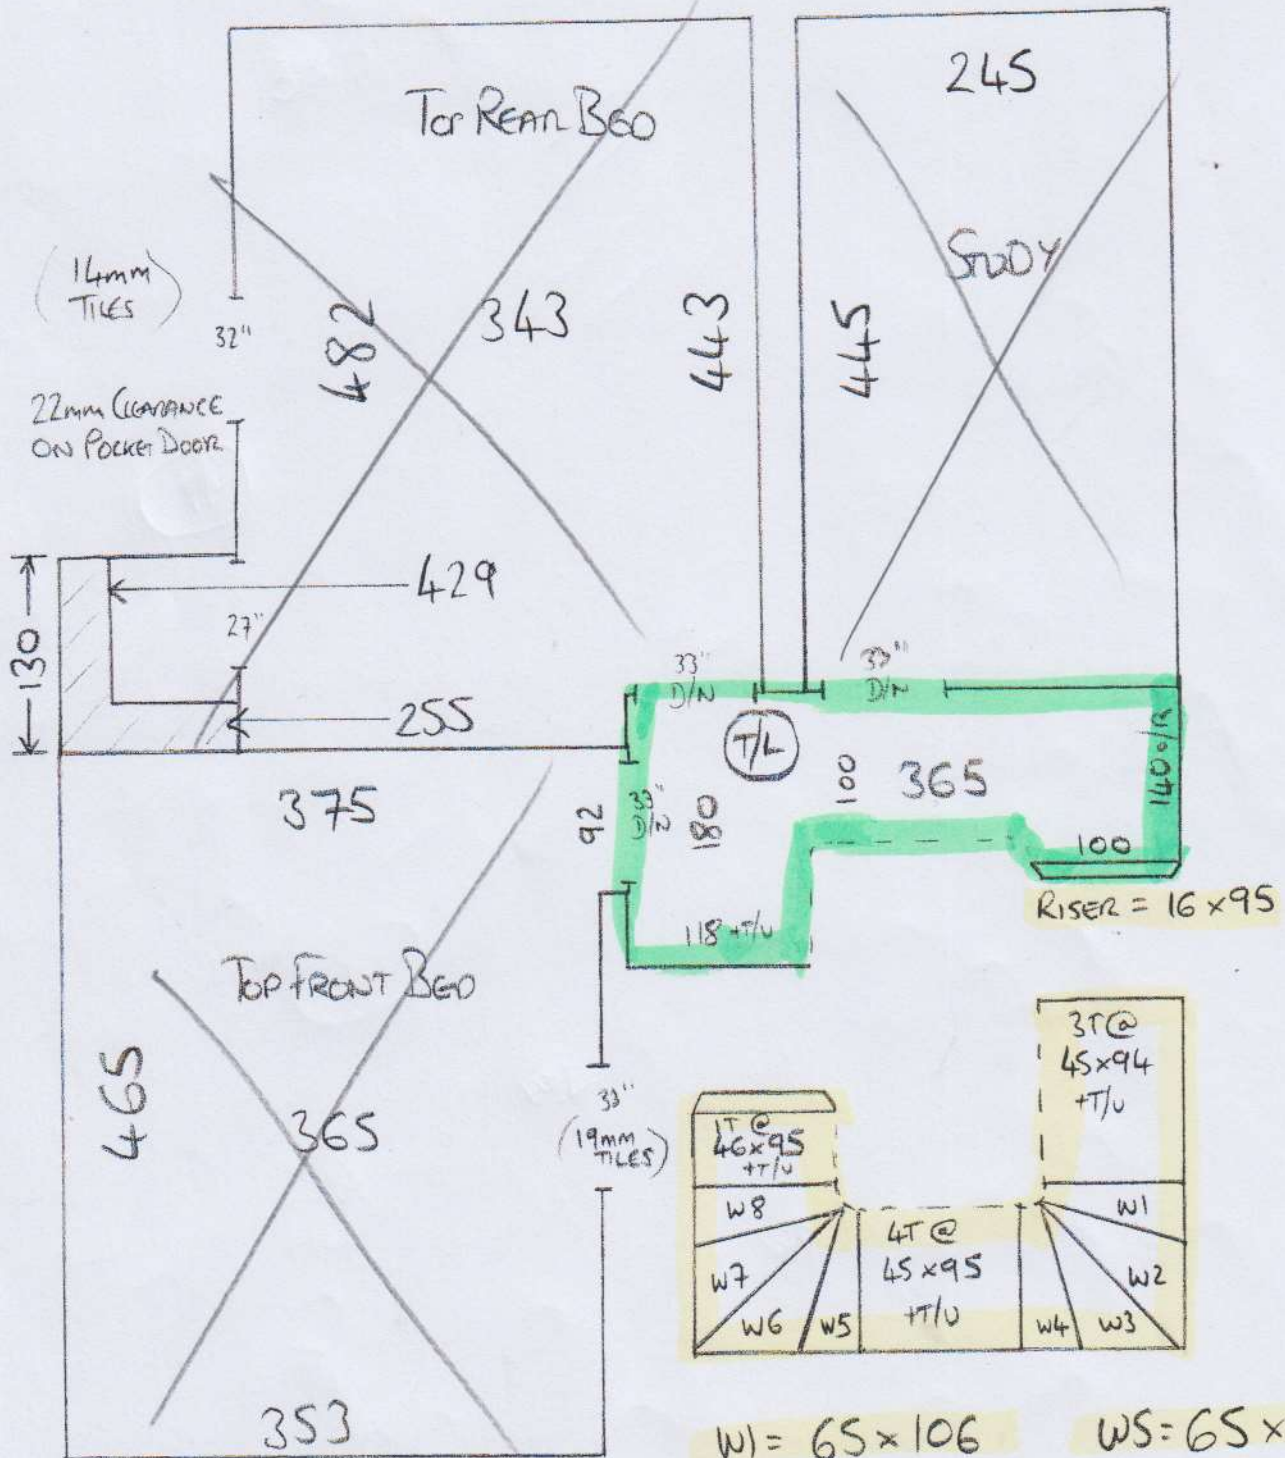 TOP REAR BED
245
(14mm
TILES)
STUDY
32"
482
343
443
445
22mm CLEARANCE
ON POCKET DOOR
429
130
27"
255
33"
D/N
33"
D/N
T/L
375
92
33"
D/N
180
100
365
140 O/R
100
118 +T/U
RISER = 16 x 95
TOP FRONT BED
465
365
33"
(19mm
TILES)
3T @
45x94
+T/U
1T @
46x95
+T/U
W8
W1
W7
4T @
45x95
+T/U
W2
W6
W5
W4
W3
353
W1 = 65 x 106
W5 = 65 x